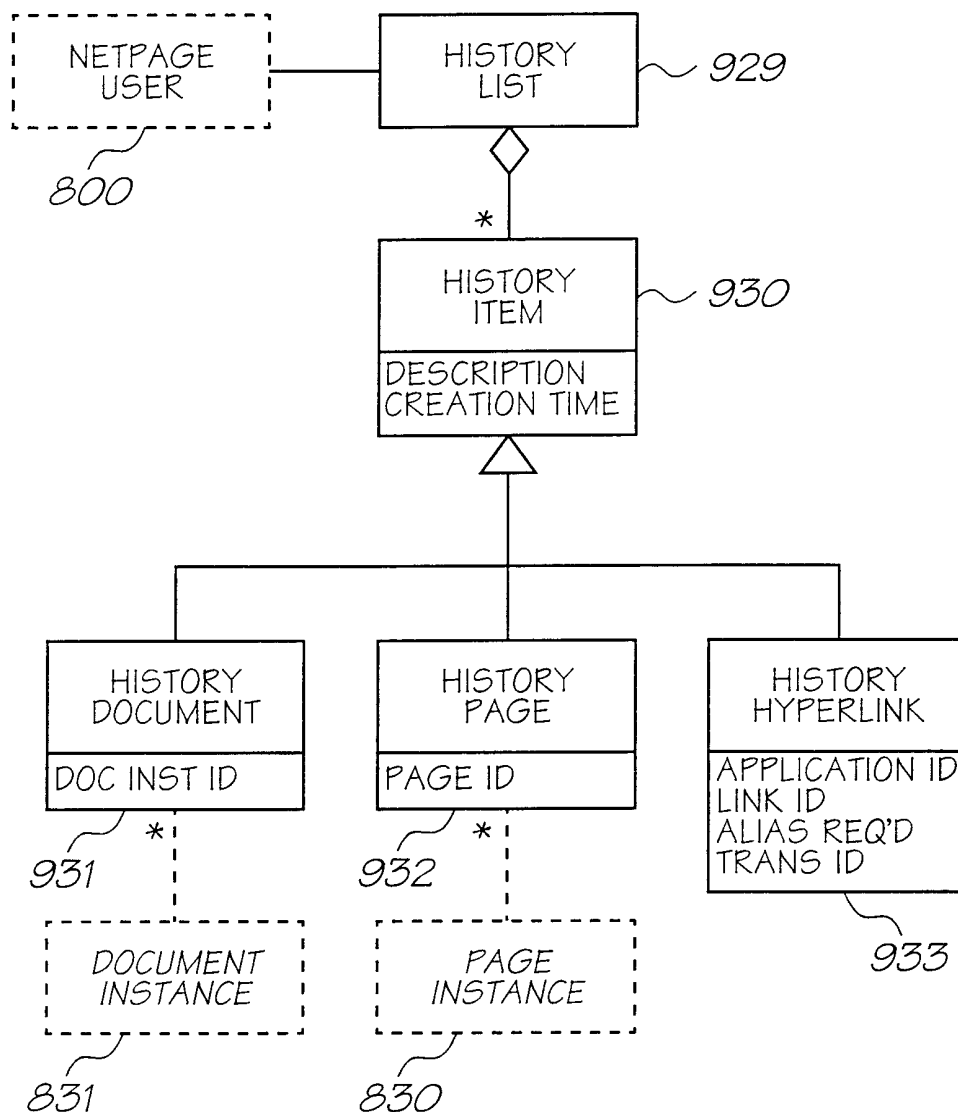 NETPAGE
USER
800
HISTORY
LIST
929
*
HISTORY
ITEM
930
DESCRIPTION
CREATION TIME
HISTORY
DOCUMENT
DOC INST ID
931
*
HISTORY
PAGE
PAGE ID
932
*
HISTORY
HYPERLINK
APPLICATION ID
LINK ID
ALIAS REQ'D
TRANS ID
933
DOCUMENT
INSTANCE
831
PAGE
INSTANCE
830